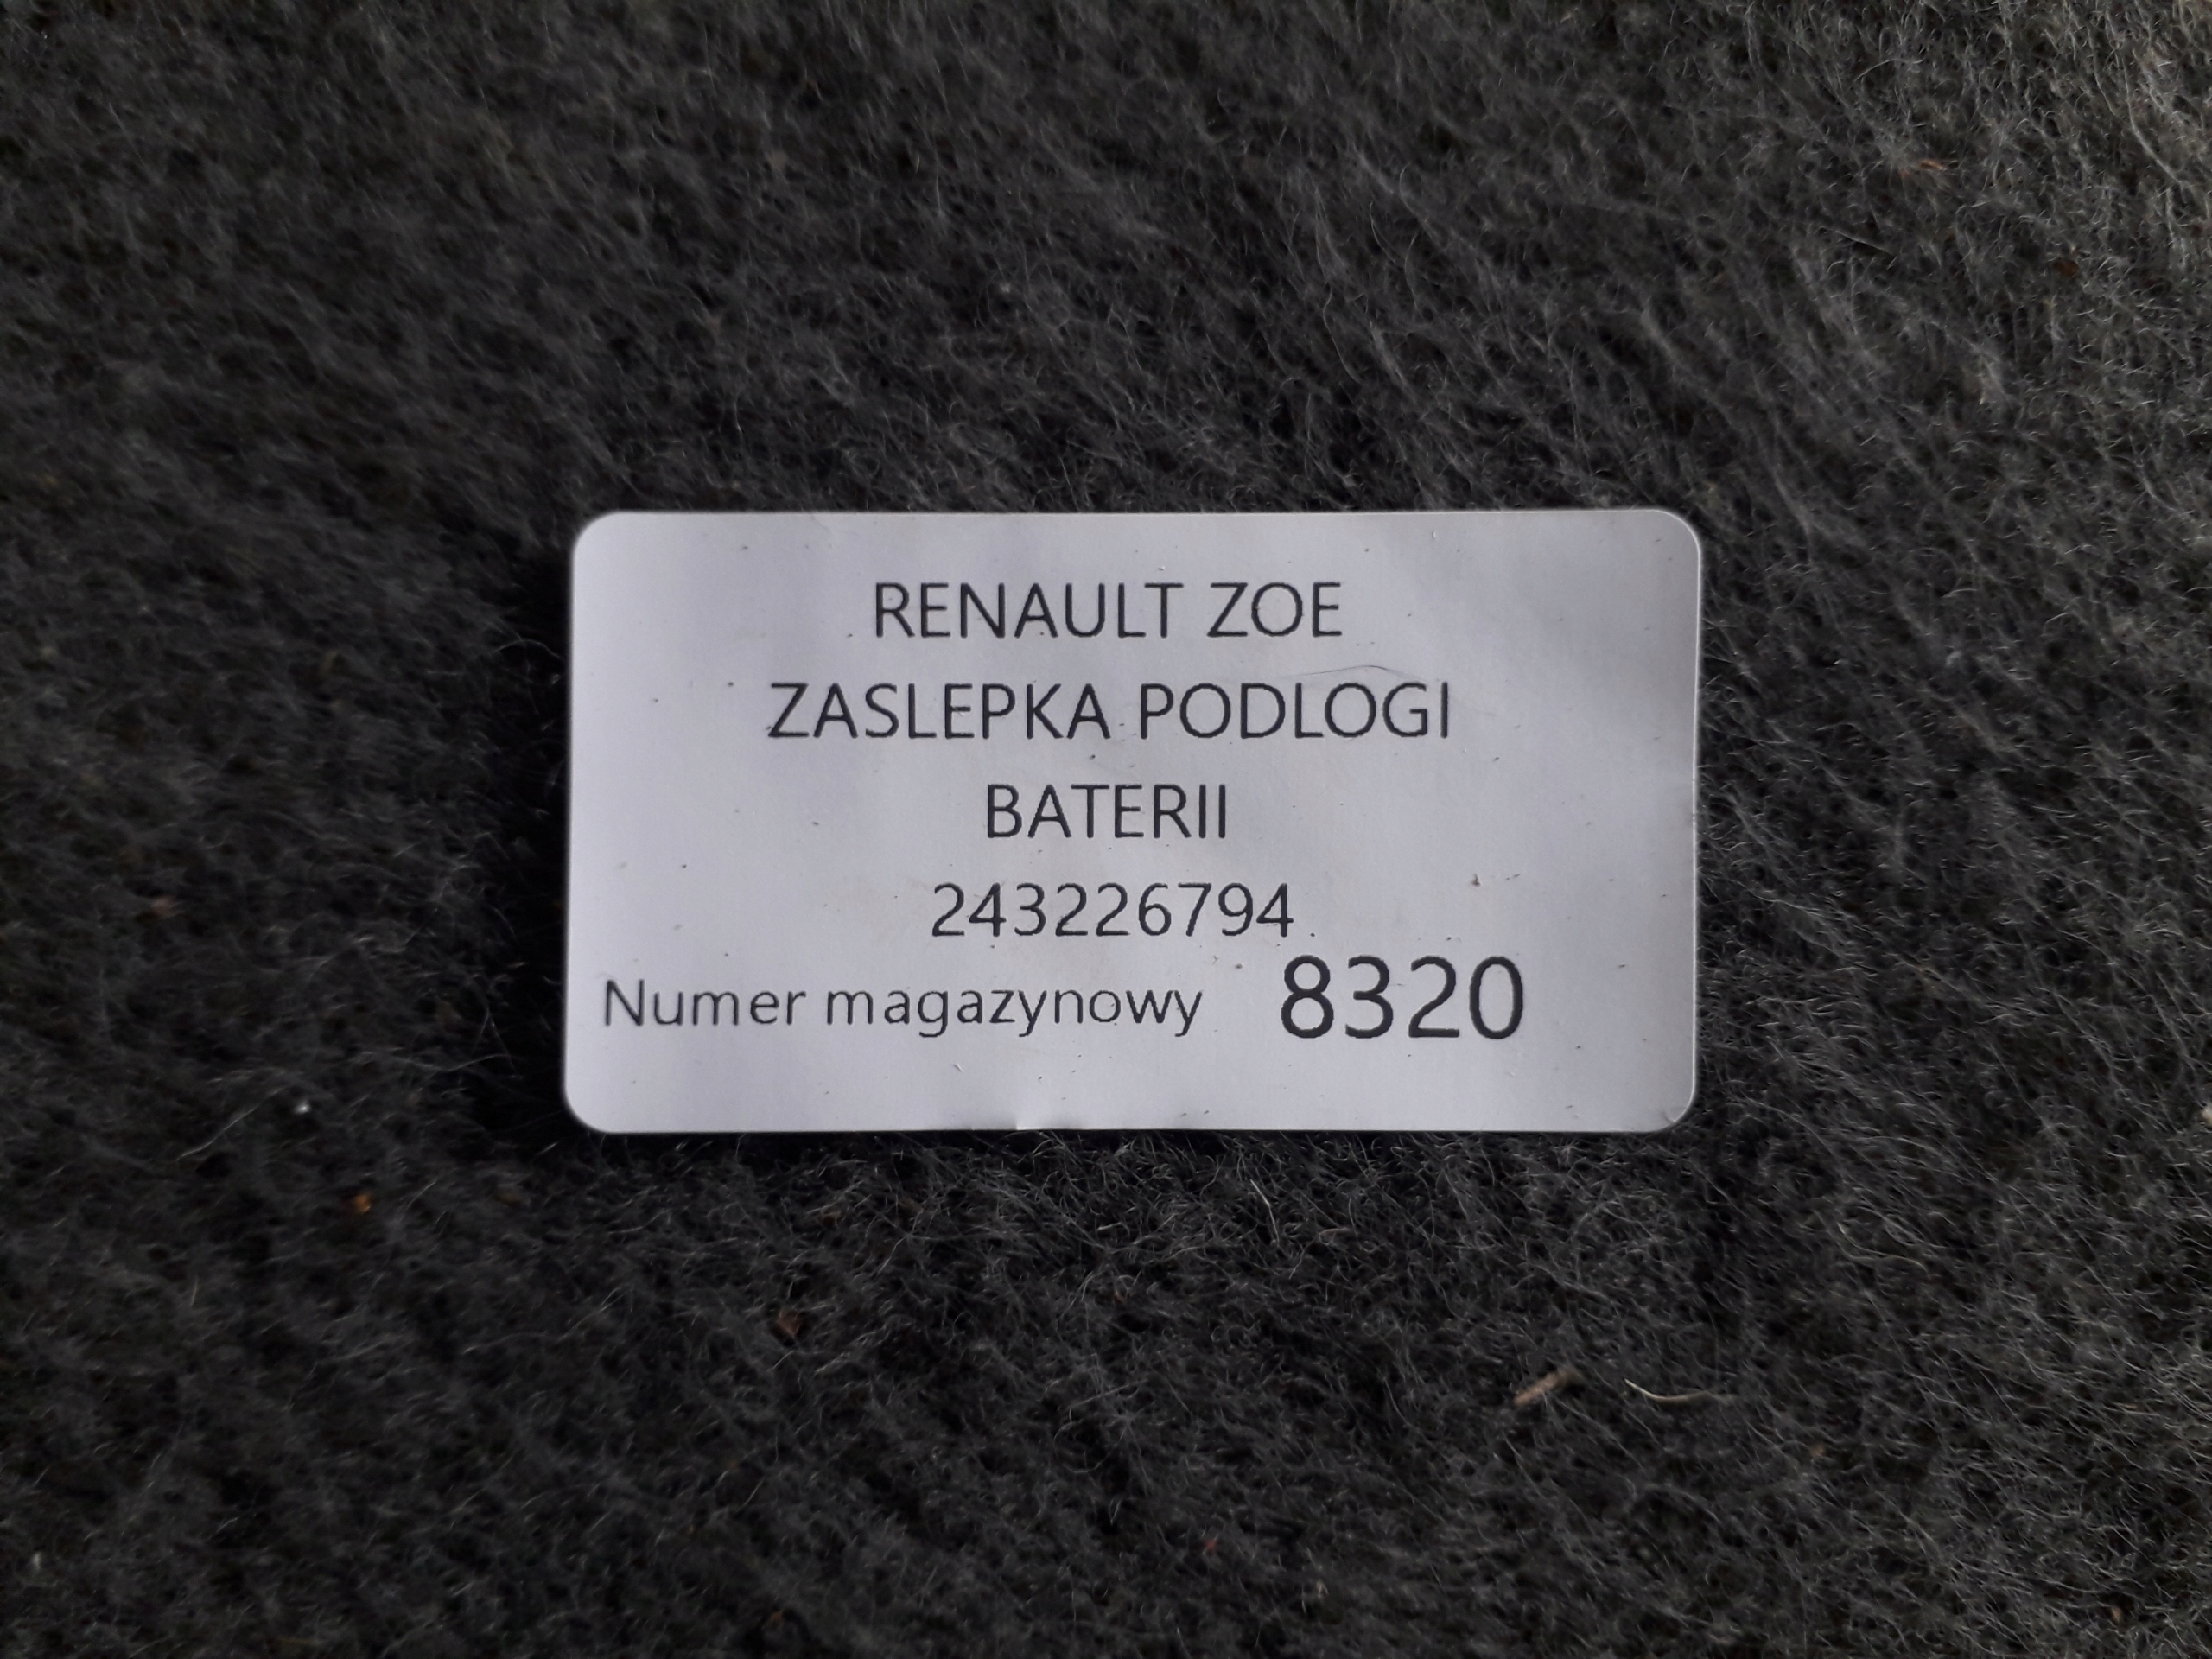 RENAULT ZOE
ZASLEPKA PODLOGI
BATERII
243226794
Numer magazynowy 8320